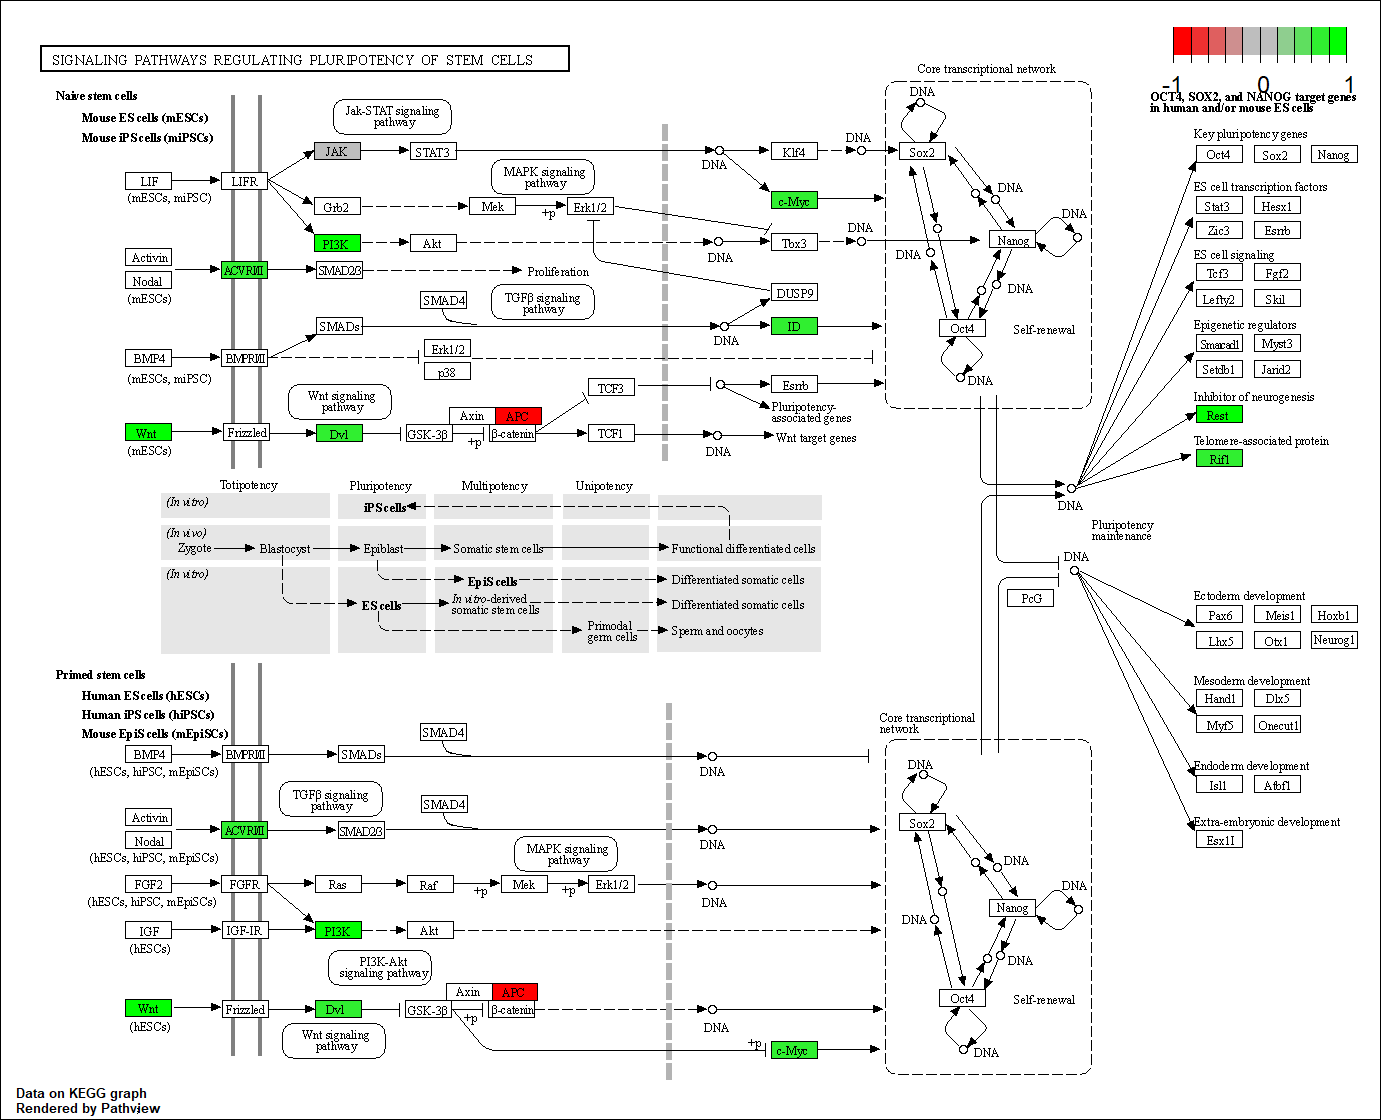 SIGNALING PATHWAYS REGULATING PLURIPOTENCY OF STEM CELLS
-1 0 1
OCT4, SOX2, and NANOG target genes
in human and/or mouse ES cells
Naive stem cells
Mouse ES cells (mESCs)
Mouse iPS cells (miPSCs)
Jak-STAT signaling
pathway
Core transcriptional network
DNA
JAK
STAT3
DNA
Klf4
DNA
Sox2
LIF
LIFR
(mESCs, miPSC)
MAPK signaling
pathway
c-Myc
DNA
Grb2
Mek
+p
Erk1/2
DNA
PI3K
Akt
DNA
Tbx3
DNA
Nanog
DNA
Activin
Nodal
(mESCs)
ACVRI/II
SMAD2/3
Proliferation
TGFβ signaling
pathway
SMAD4
DUSP9
DNA
SMADs
DNA
ID
Oct4
Self-renewal
BMP4
BMPRI/II
(mESCs, miPSC)
Erk1/2
p38
DNA
Wnt signaling
pathway
TCF3
Esrrb
Pluripotency-
associated genes
Wnt
Frizzled
Dvl
(mESCs)
Axin
APC
GSK-3β
+p
β-catenin
TCF1
DNA
Wnt target genes
Key pluripotency genes
Oct4
Sox2
Nanog
ES cell transcription factors
Stat3
Hesx1
Zic3
Esrrb
ES cell signaling
Tcf3
Fgf2
Lefty2
Skil
Epigenetic regulators
Smarcad1
Myst3
Setdb1
Jarid2
Inhibitor of neurogenesis
Rest
Telomere-associated protein
Rif1
DNA
Pluripotency
maintenance
DNA
PcG
Totipotency
Pluripotency
Multipotency
Unipotency
(In vitro)
iPS cells
(In vivo)
Zygote
Blastocyst
Epiblast
Somatic stem cells
Functional differentiated cells
(In vitro)
EpiS cells
Differentiated somatic cells
ES cells
In vitro-derived
somatic stem cells
Differentiated somatic cells
Primodal
germ cells
Sperm and oocytes
Ectoderm development
Pax6
Meis1
Hoxb1
Lhx5
Otx1
Neurog1
Mesoderm development
Hand1
Dlx5
Myf5
Onecut1
Endoderm development
Isl1
Atbf1
Extra-embryonic development
Esx1l
Primed stem cells
Human ES cells (hESCs)
Human iPS cells (hiPSCs)
Mouse EpiS cells (mEpiSCs)
BMP4
BMPRI/II
SMADs
SMAD4
DNA
(hESCs, hiPSC, mEpiSCs)
Core transcriptional
network
DNA
TGFβ signaling
pathway
SMAD4
Activin
Nodal
ACVRI/II
SMAD2/3
DNA
(hESCs, hiPSC, mEpiSCs)
Sox2
MAPK signaling
pathway
DNA
FGF2
FGFR
Ras
Raf
+p
Mek
+p
Erk1/2
DNA
(hESCs, hiPSC, mEpiSCs)
DNA
Nanog
DNA
IGF
IGF-IR
PI3K
Akt
(hESCs)
PI3K-Akt
signaling pathway
DNA
Axin
APC
Oct4
Self-renewal
Wnt
Frizzled
Dvl
GSK-3β
+p
β-catenin
DNA
(hESCs)
Wnt signaling
pathway
+p
c-Myc
DNA
Data on KEGG graph
Rendered by Pathview